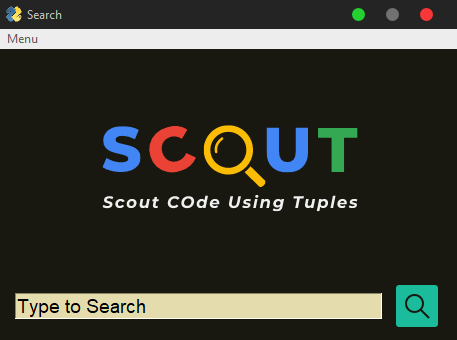 Search
Menu
SCOUT
Scout COde Using Tuples
Type to Search